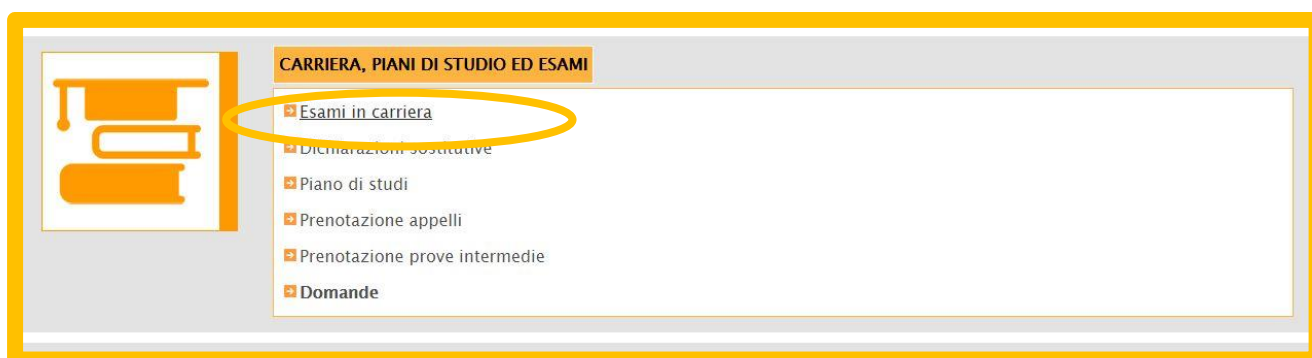 CARRIERA, PIANI DI STUDIO ED ESAMI
Esami in carriera
Dichiarazioni sostitutive
Piano di studi
Prenotazione appelli
Prenotazione prove intermedie
Domande